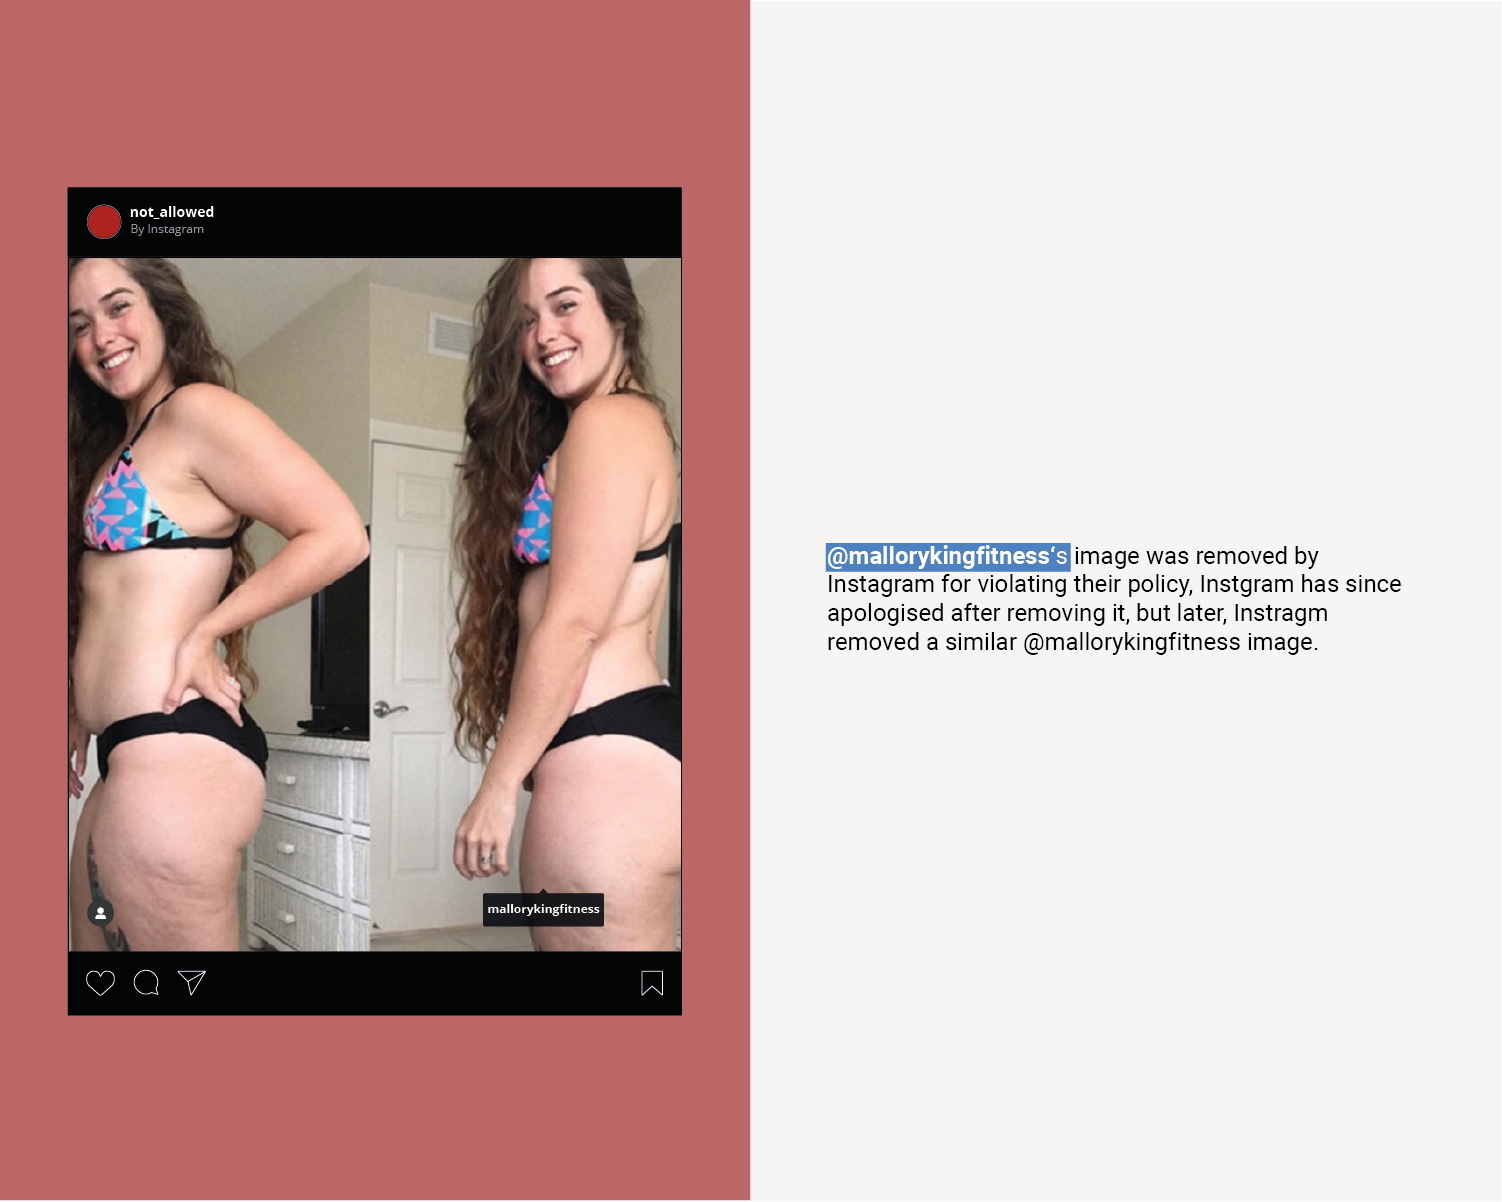 not_allowed
By Instagram
mallorykingfitness
@mallorykingfitness‘s image was removed by
Instagram for violating their policy, Instgram has since
apologised after removing it, but later, Instragm
removed a similar @mallorykingfitness image.